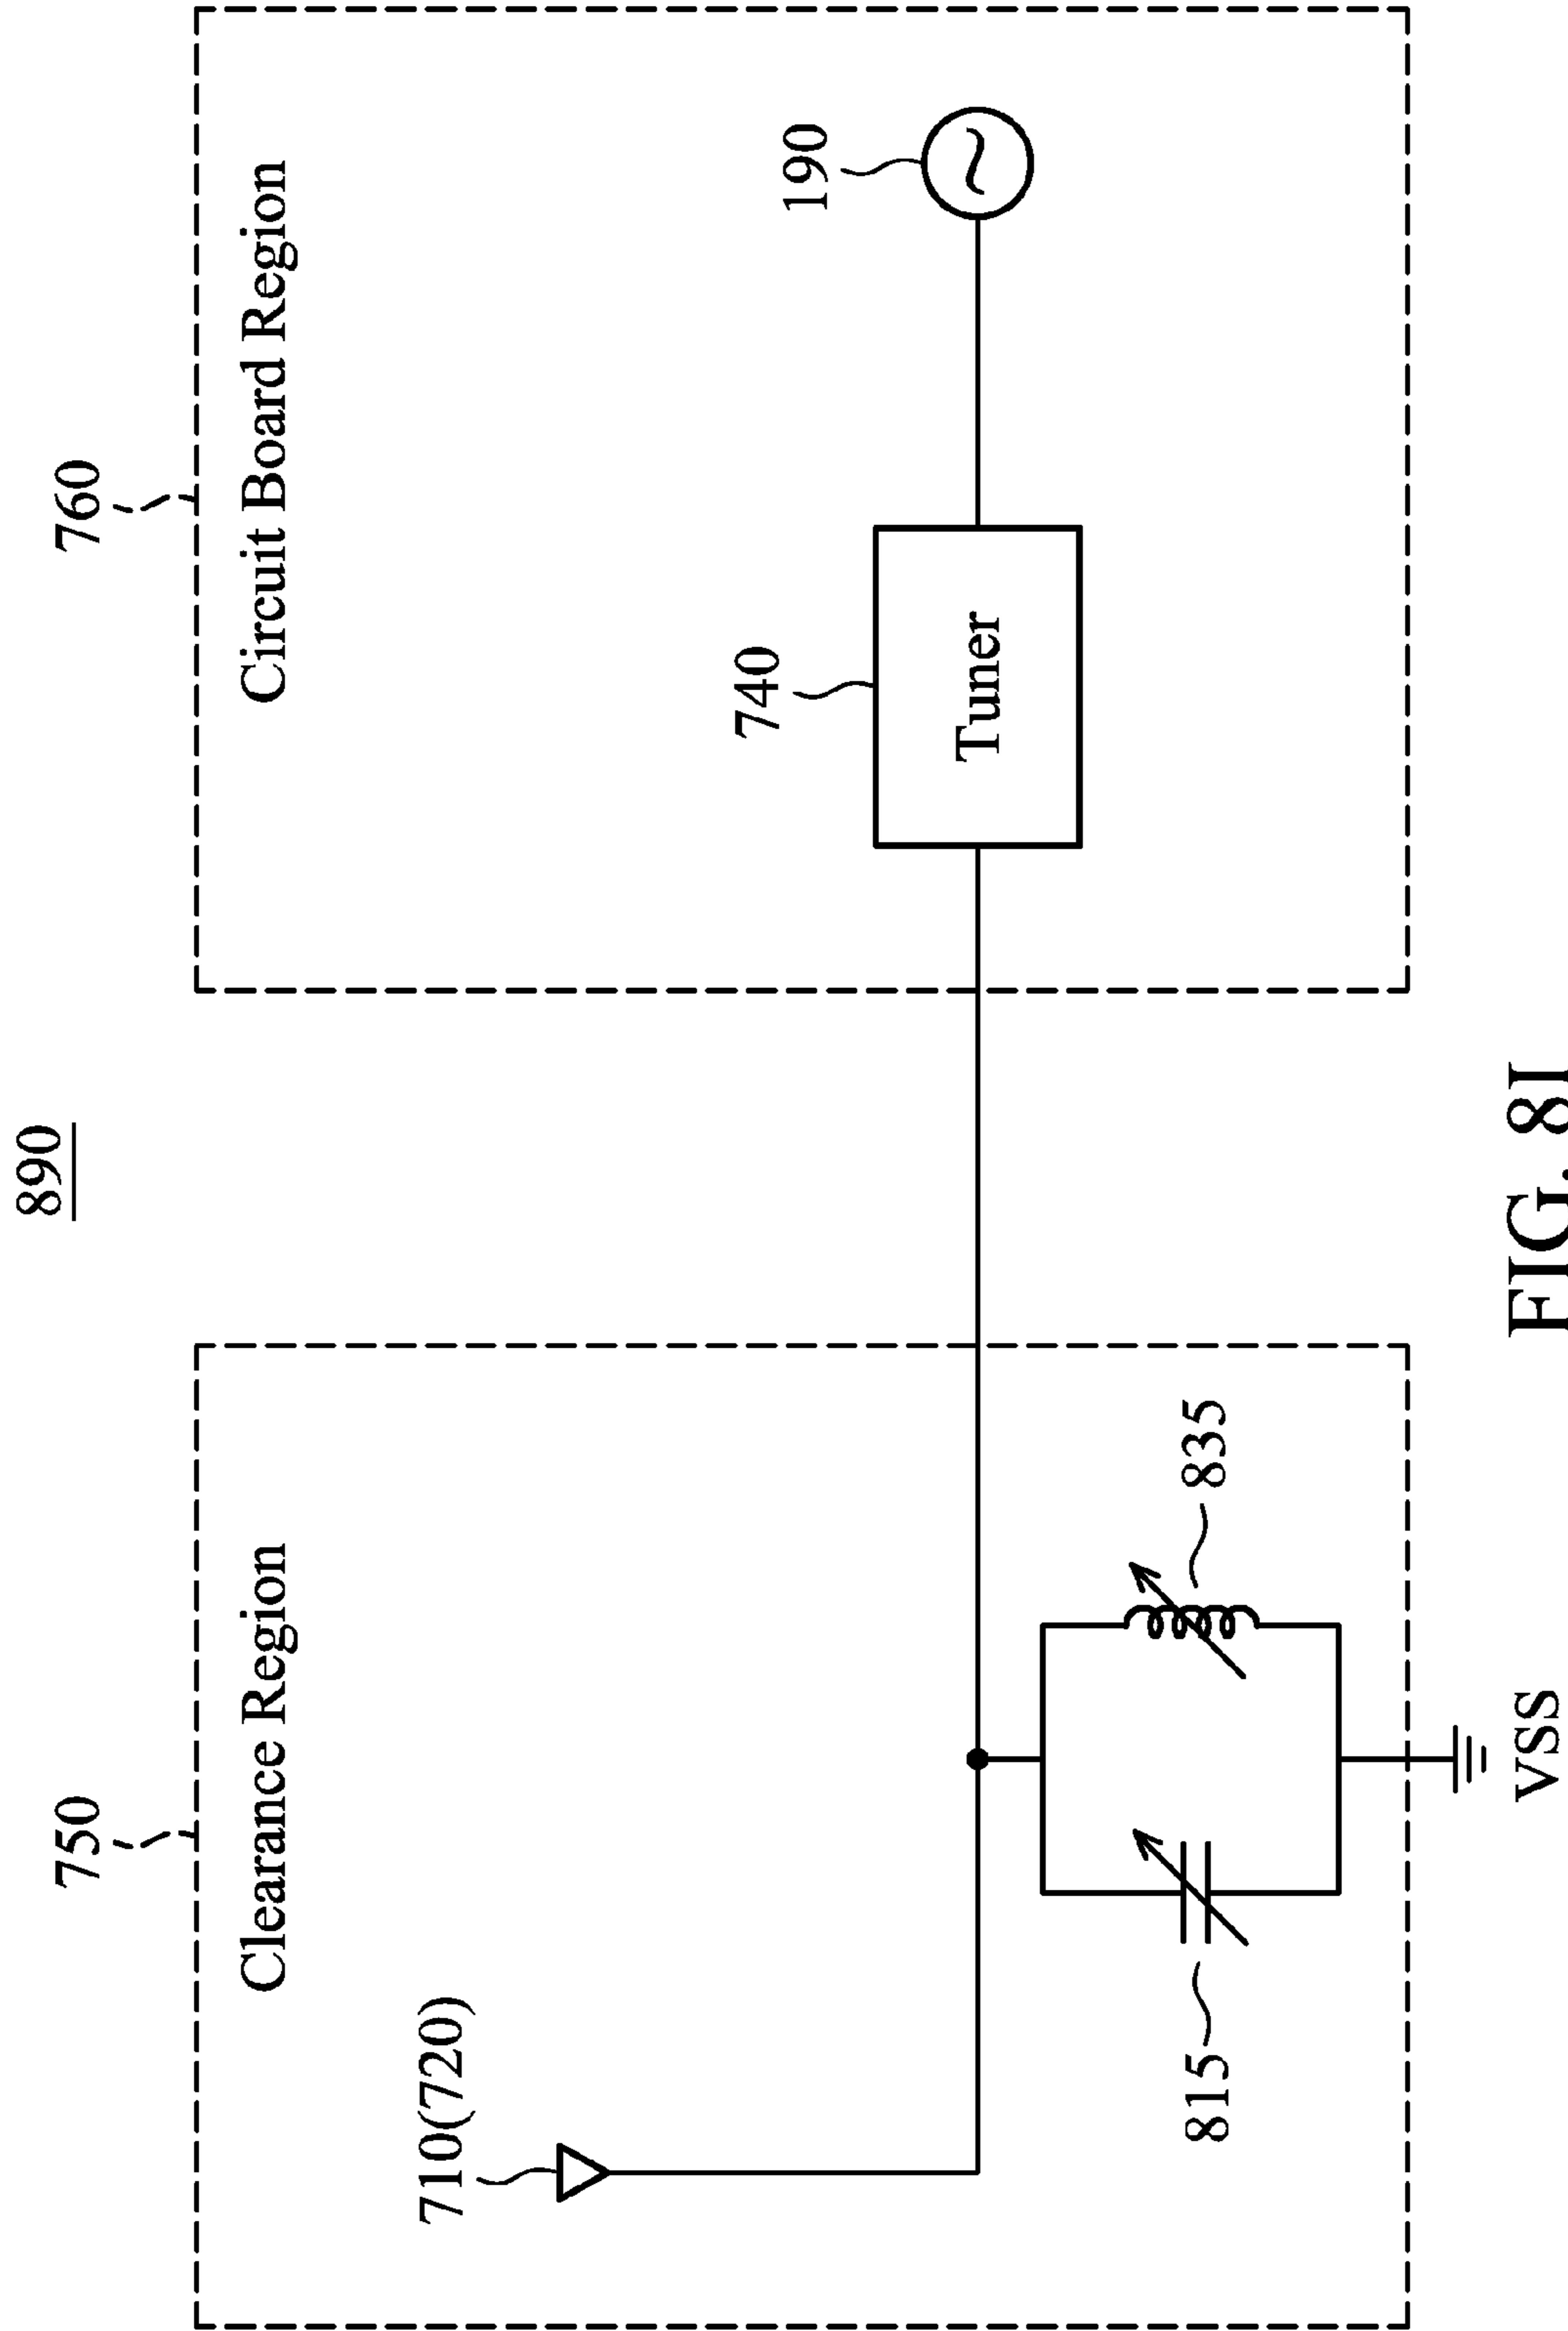 890
750
760
Clearance Region
Circuit Board Region
710(720)
740
190
Tuner
815
835
VSS
FIG. 8I